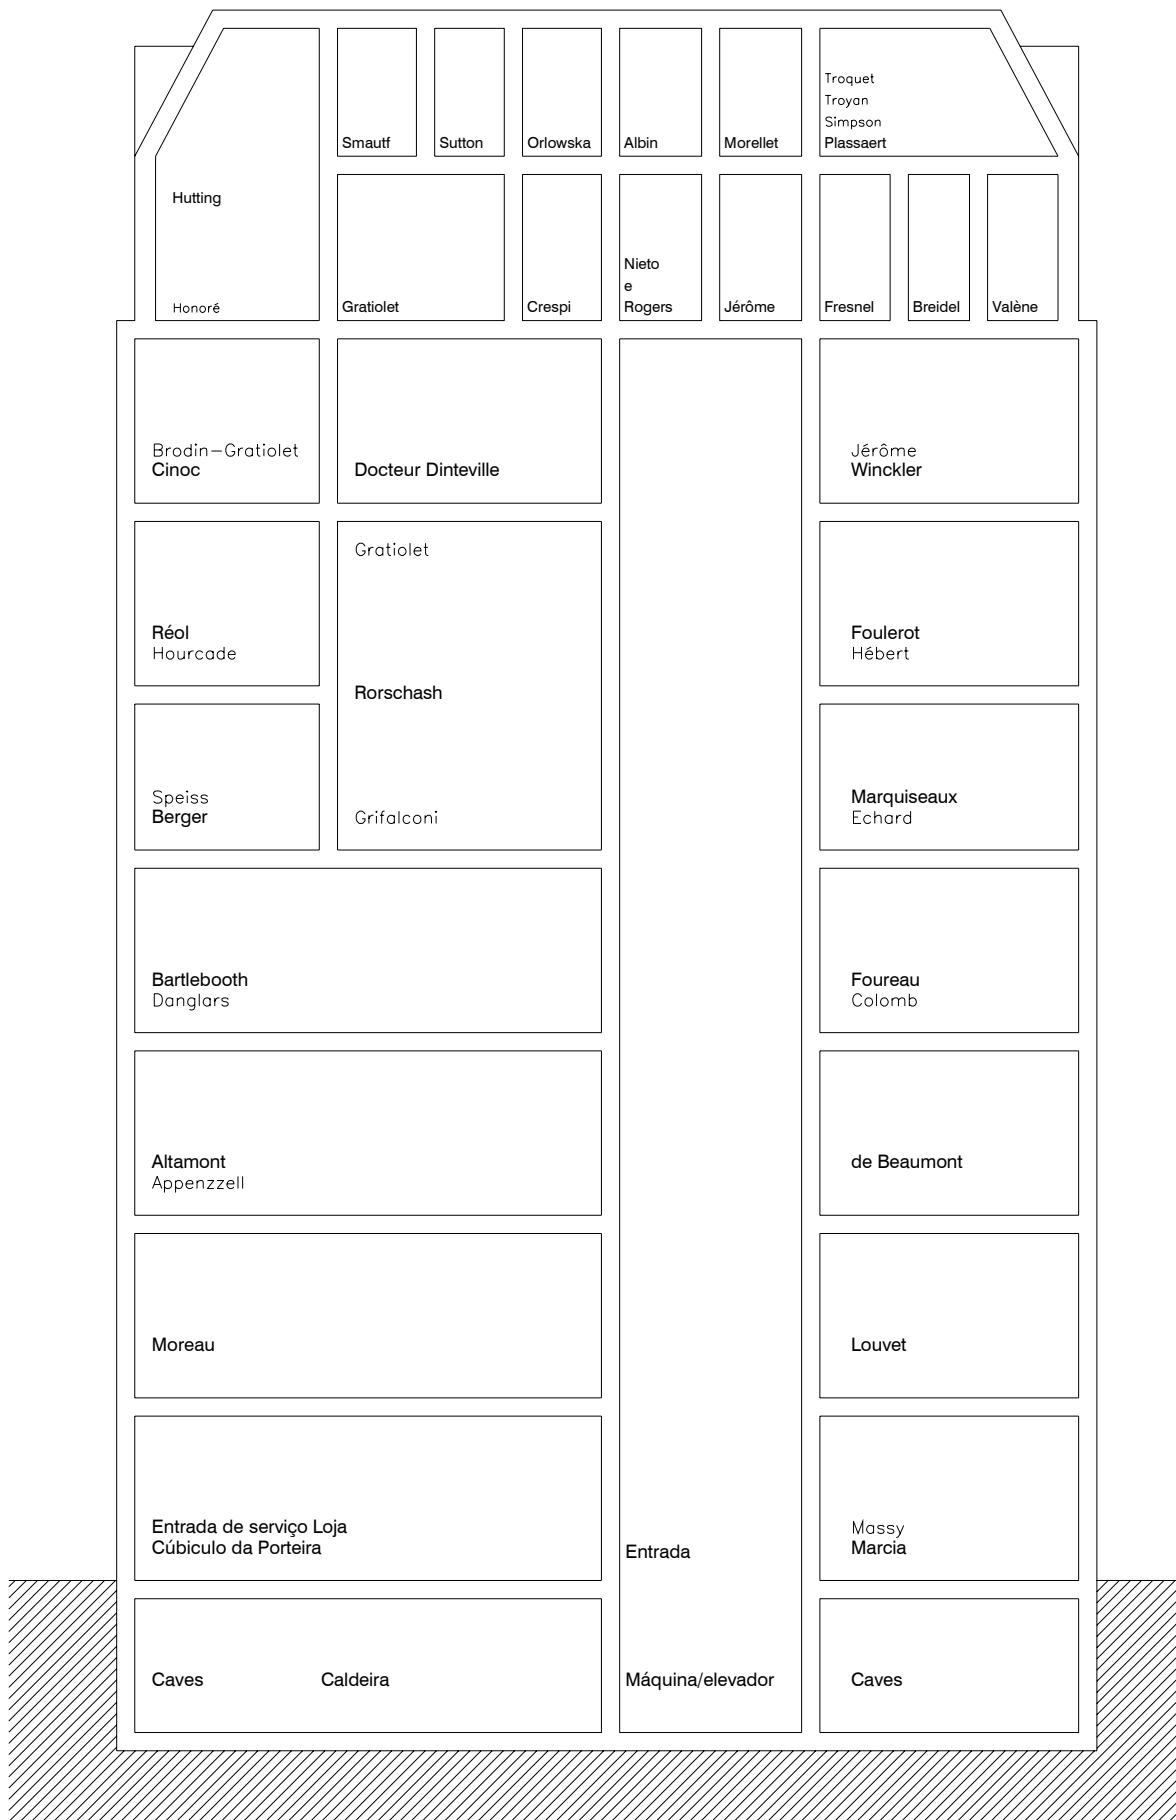 Troquet
Troyan
Simpson
Smautf
Sutton
Orlowska
Albin
Morellet
Plassaert
Hutting
Nieto
e
Honoré
Gratiolet
Crespi
Rogers
Jérôme
Fresnel
Breidel
Valène
Brodin-Gratiolet
Cinoc
Docteur Dinteville
Jérôme
Winckler
Gratiolet
Réol
Hourcade
Foulerot
Hébert
Rorschash
Speiss
Berger
Grifalconi
Marquiseaux
Echard
Bartlebooth
Danglars
Foureau
Colomb
Altamont
Appenzzell
de Beaumont
Moreau
Louvet
Entrada de serviço Loja
Cúbiculo da Porteira
Entrada
Massy
Marcia
Caves
Caldeira
Máquina/elevador
Caves